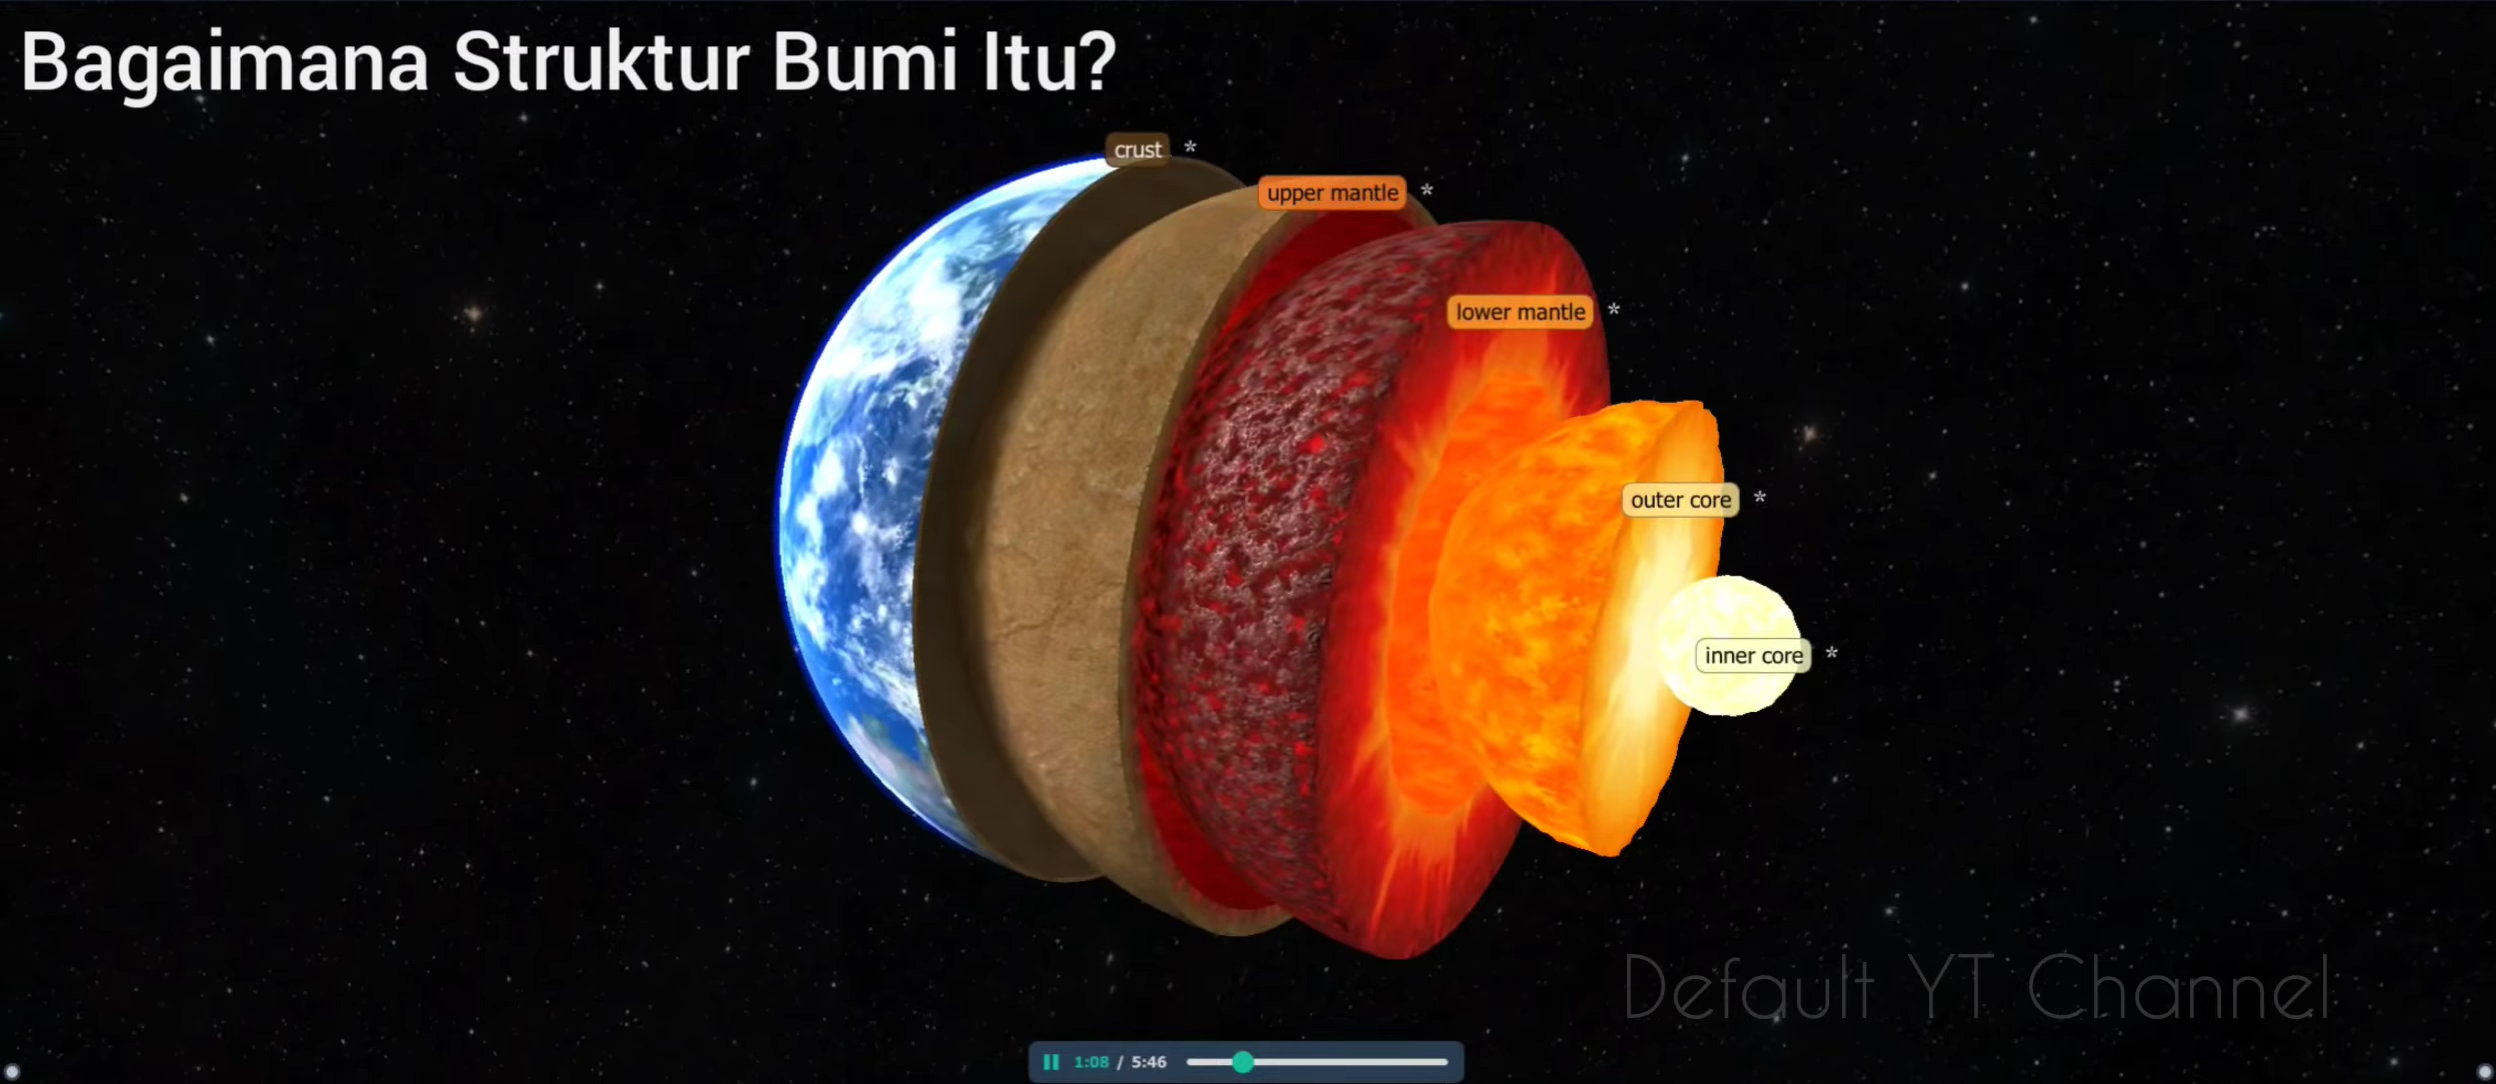 Bagaimana Struktur Bumi Itu?
crust *
upper mantle *
lower mantle *
outer core *
inner core *
Default YT Channel
1:08 / 5:46